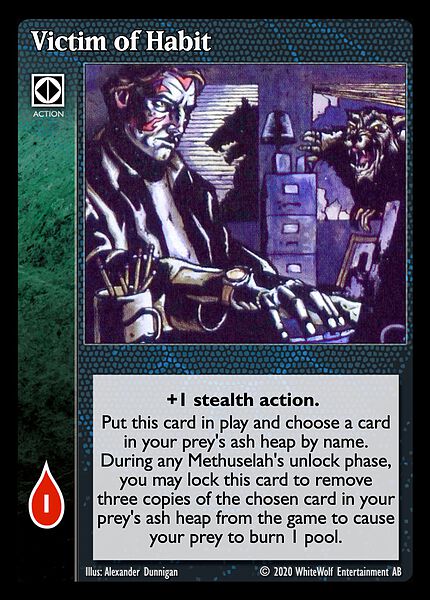 Victim of Habit
ACTION
+1 stealth action.
Put this card in play and choose a card
in your prey's ash heap by name.
During any Methuselah's unlock phase,
you may lock this card to remove
three copies of the chosen card in your
prey's ash heap from the game to cause
your prey to burn 1 pool.
1
Illus: Alexander Dunnigan © 2020 WhiteWolf Entertainment AB